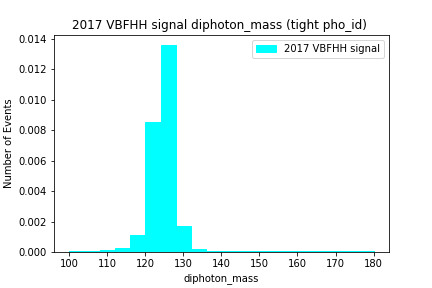 2017 VBFHH signal diphoton_mass (tight pho_id)
2017 VBFHH signal
0.014
0.012
0.010
0.008
0.006
0.004
0.002
0.000
Number of Events
100 110 120 130 140 150 160 170 180
diphoton_mass